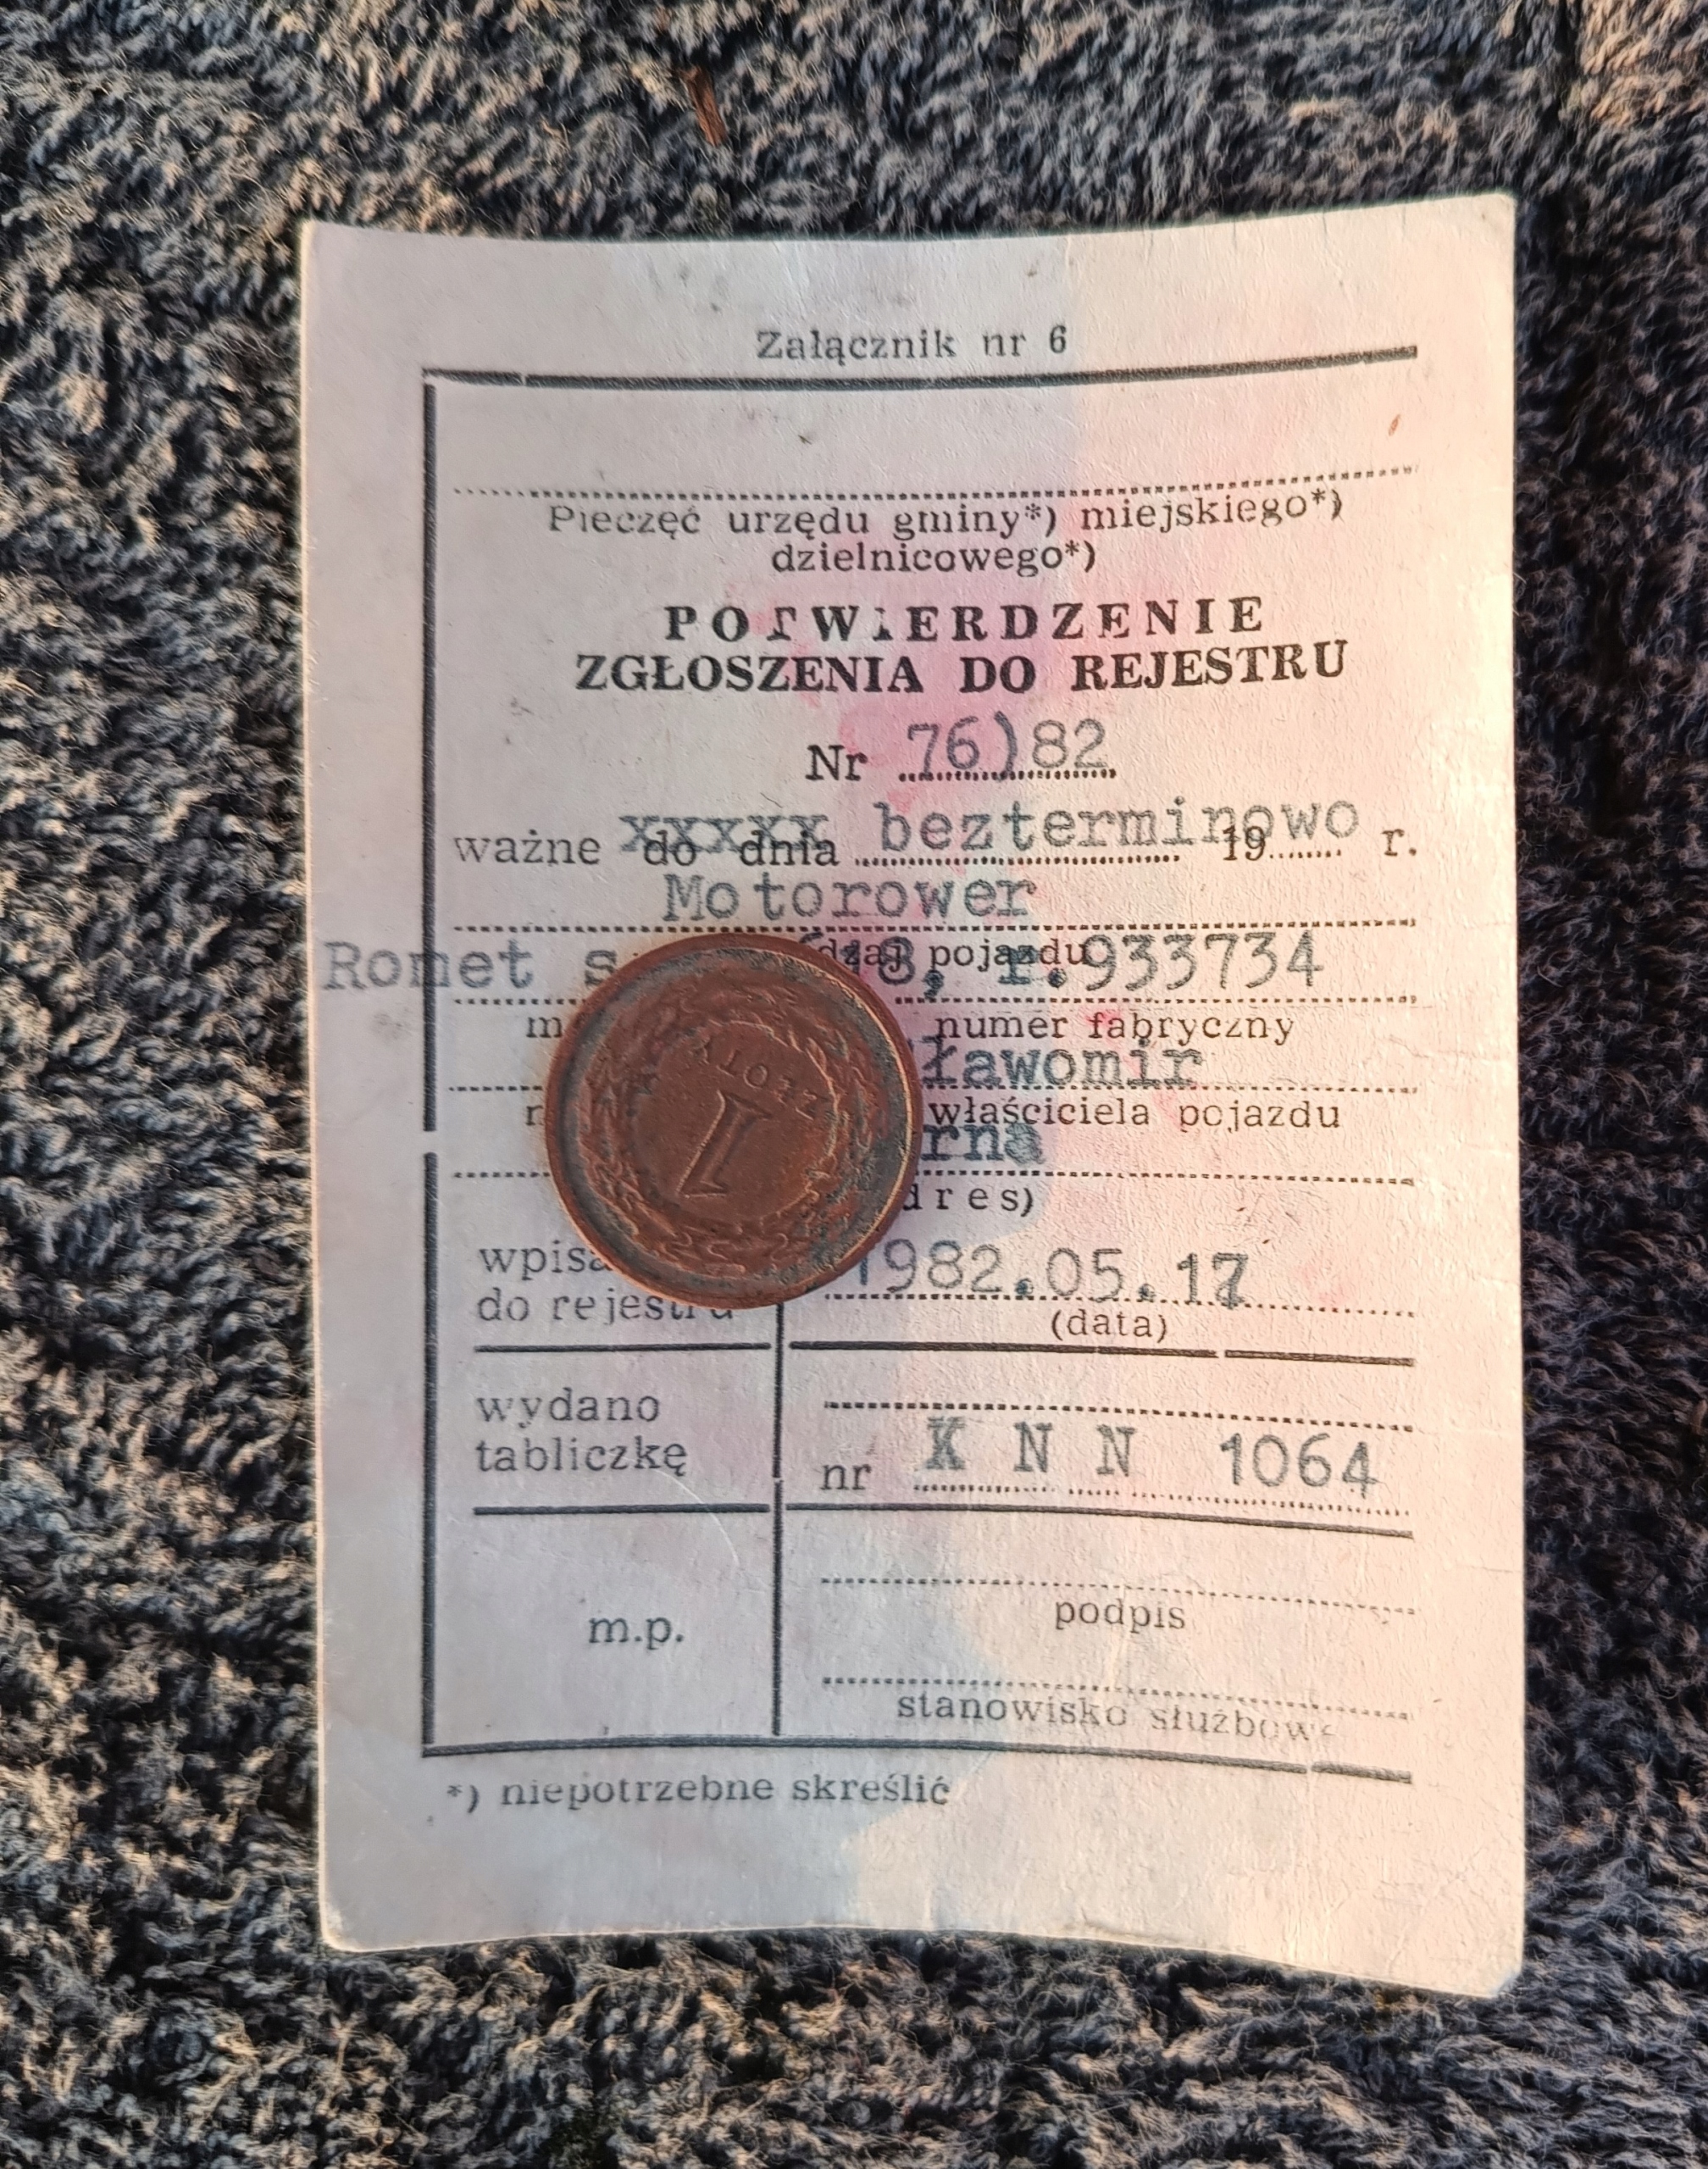 Załącznik nr 6
Pieczęć urzędu gminy*) miejskiego*)
dzielnicowego*)
POTWIERDZENIE
ZGŁOSZENIA DO REJESTRU
Nr 76)82
ważne do dnia xxxxx bezterminowo 19 r.
Motorower
pojazdu
Romet 933734
numer fabryczny
ławomir
właściciela pojazdu
rna
dres)
1982.05.17
do rejestru
(data)
wydano
tabliczkę
nr K N N 1064
podpis
m.p.
stanowisko służbowe
*) niepotrzebne skreślić
ZŁOTY
1